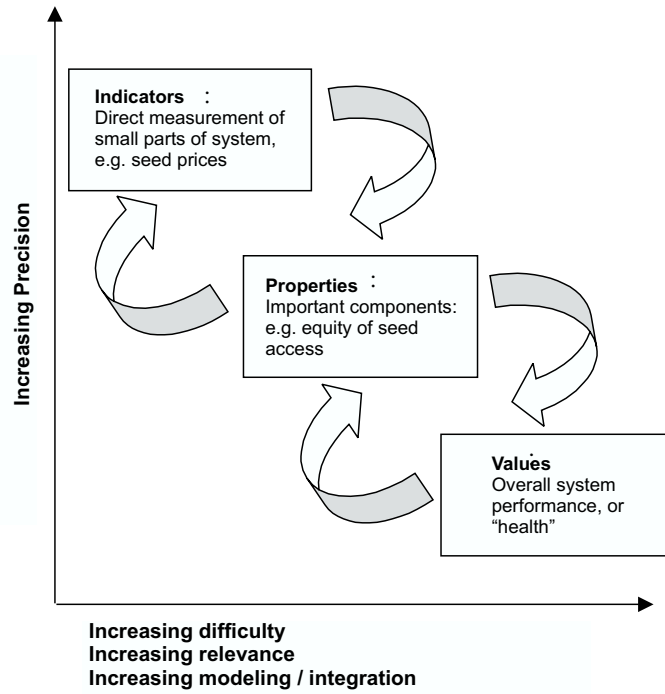 Indicators :
Direct measurement of
small parts of system,
e.g. seed prices
Increasing Precision
Properties :
Important components:
e.g. equity of seed
access
Values :
Overall system
performance, or
“health”
Increasing difficulty
Increasing relevance
Increasing modeling / integration